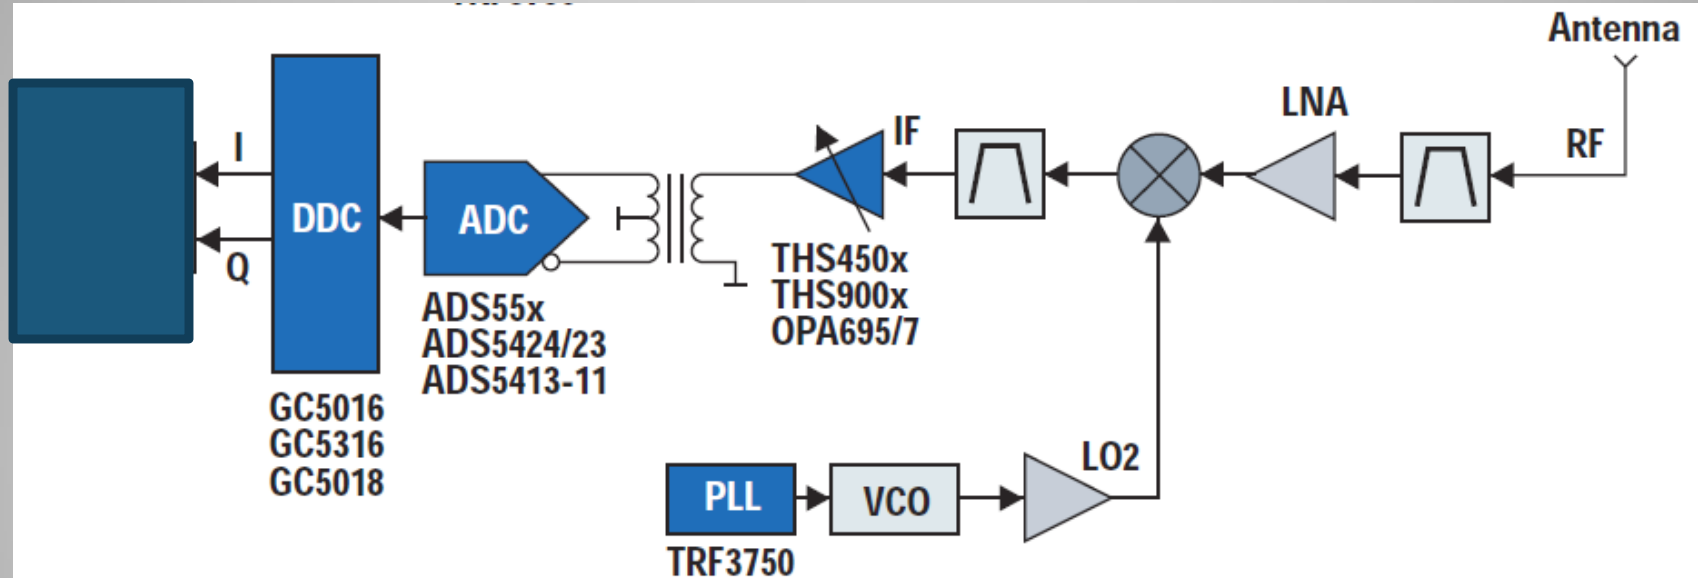 Antenna
LNA
RF
IF
I
DDC
ADC
Q
THS450x
THS900x
OPA695/7
ADS55x
ADS5424/23
ADS5413-11
GC5016
GC5316
GC5018
LO2
PLL
VCO
TRF3750